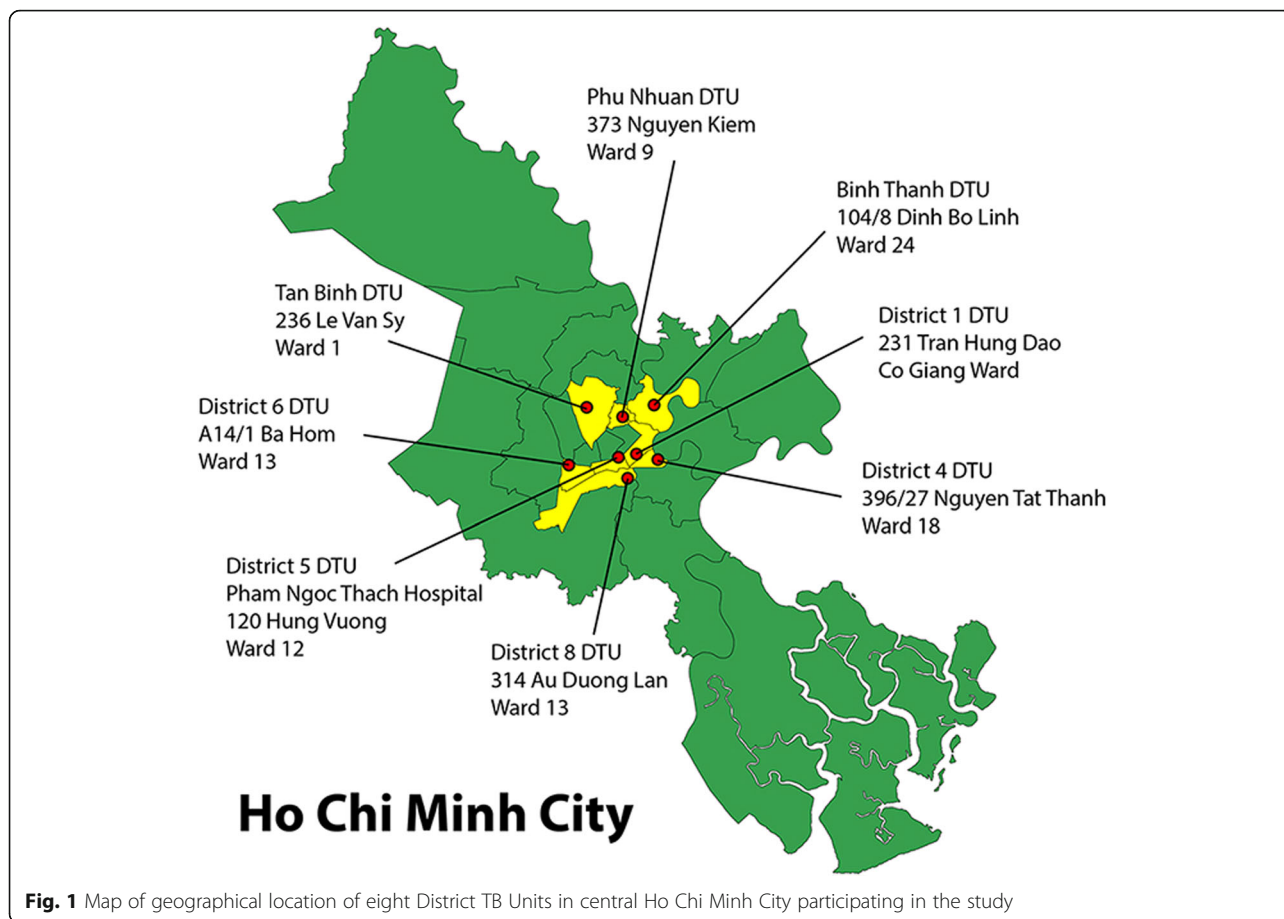 Phu Nhuan DTU
373 Nguyen Kiem
Ward 9
Binh Thanh DTU
104/8 Dinh Bo Linh
Ward 24
Tan Binh DTU
236 Le Van Sy
Ward 1
District 1 DTU
231 Tran Hung Dao
Co Giang Ward
District 6 DTU
A14/1 Ba Hom
Ward 13
District 4 DTU
396/27 Nguyen Tat Thanh
Ward 18
District 5 DTU
Pham Ngoc Thach Hospital
120 Hung Vuong
Ward 12
District 8 DTU
314 Au Duong Lan
Ward 13
Ho Chi Minh City
Fig. 1 Map of geographical location of eight District TB Units in central Ho Chi Minh City participating in the study